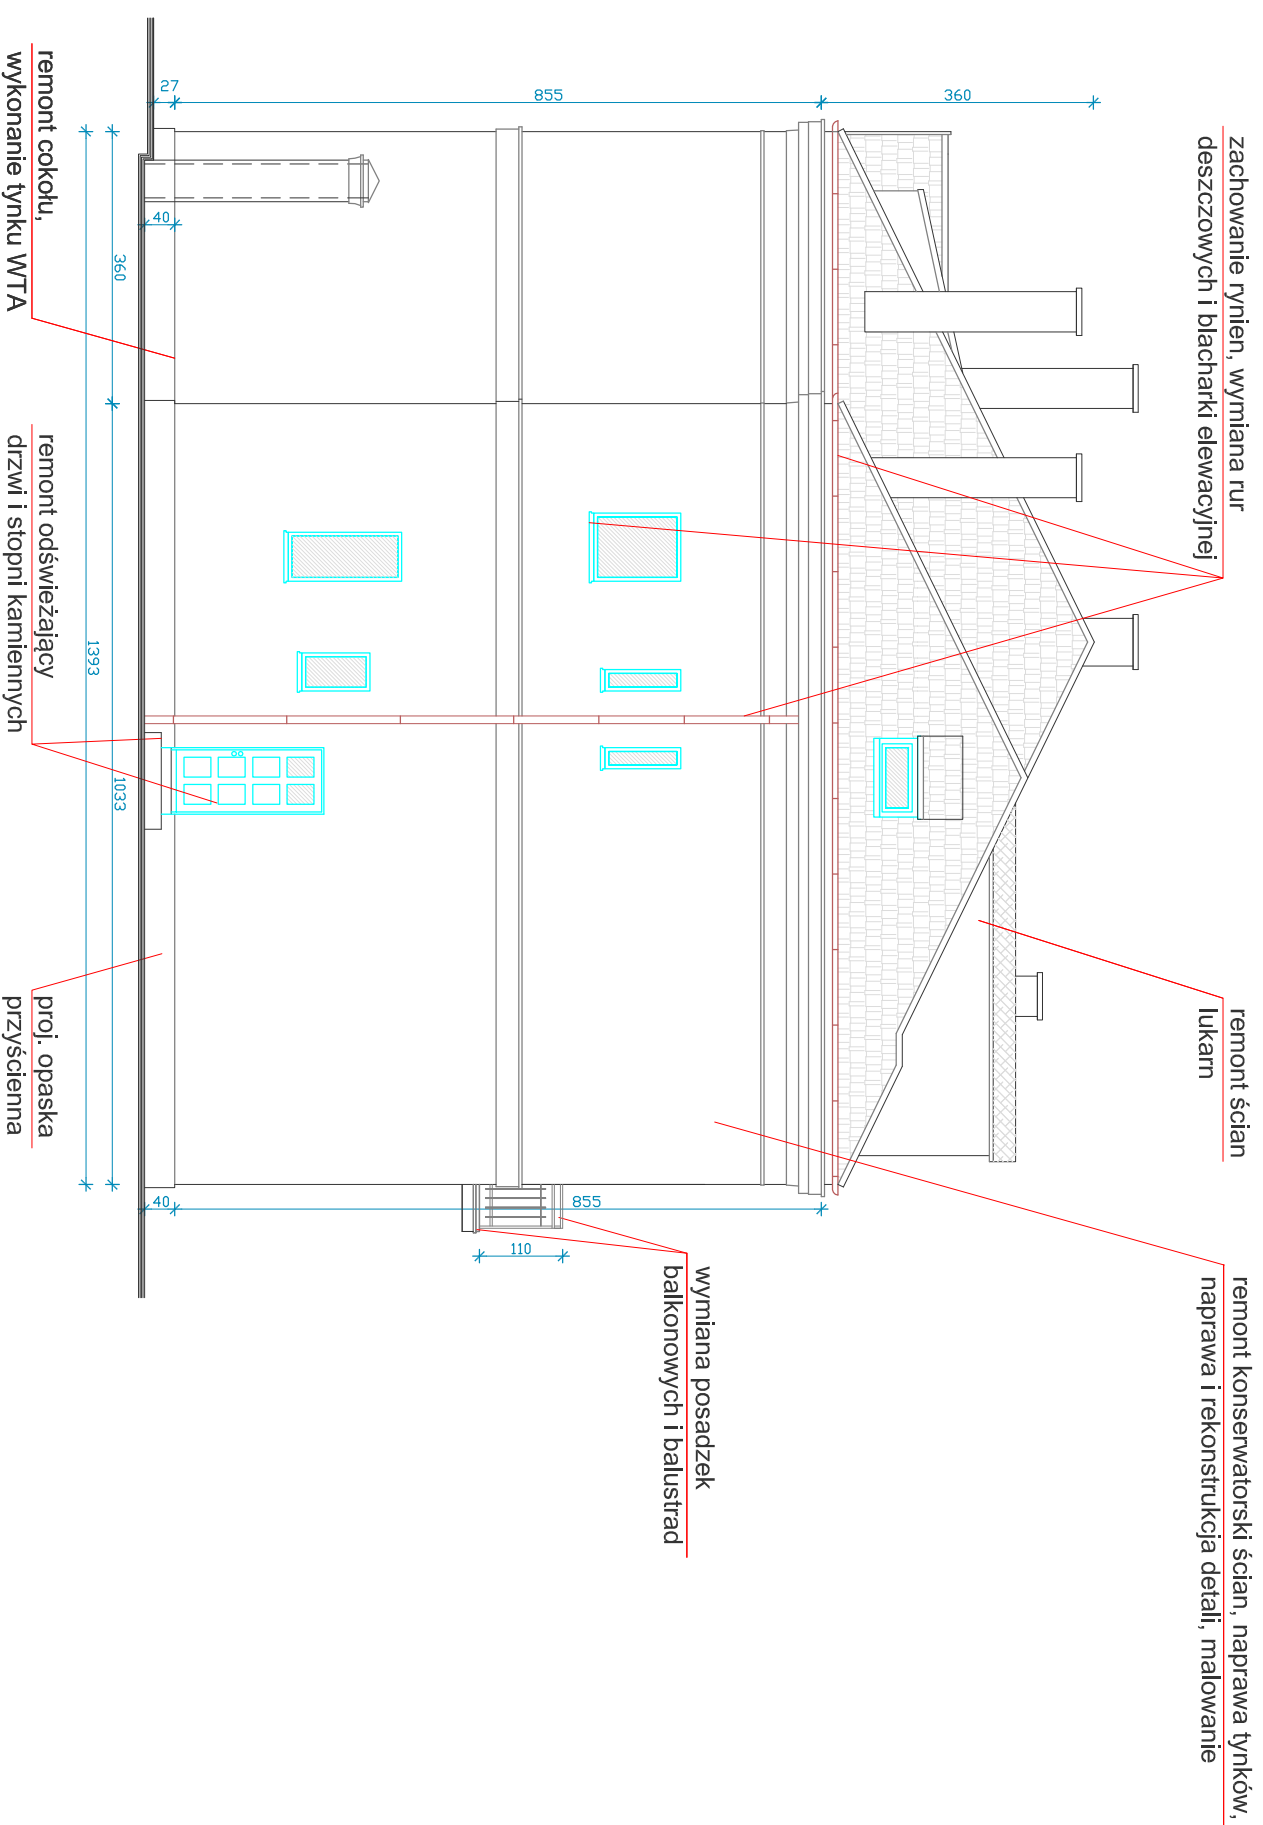 zachowanie rynien, wymiana rur
deszczowych i blacharki elewacyjnej
remont ścian
lukarn
remont konserwatorski ścian, naprawa tynków,
naprawa i rekonstrukcja detali, malowanie
360
855
27
40
360
1393
1033
40
855
110
wymiana posadzek
balkonowych i balustrad
remont cokołu,
wykonanie tynku WTA
remont odświeżający
drzwi i stopni kamiennych
proj. opaska
przyścienna